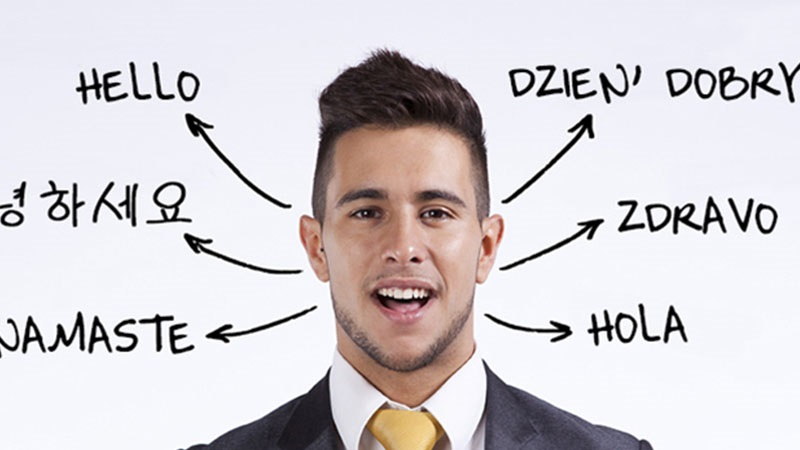 HELLO
DZIEN' DOBRY
녕하세요
ZDRAVO
NAMASTE
HOLA